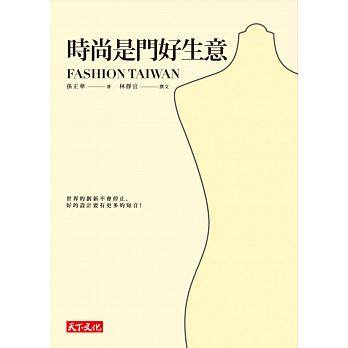 時尚是門好生意
FASHION TAIWAN
孫正華——著 林靜宜——撰文
世界的創新不會停止，
好的設計要有更多的知音！
天下文化